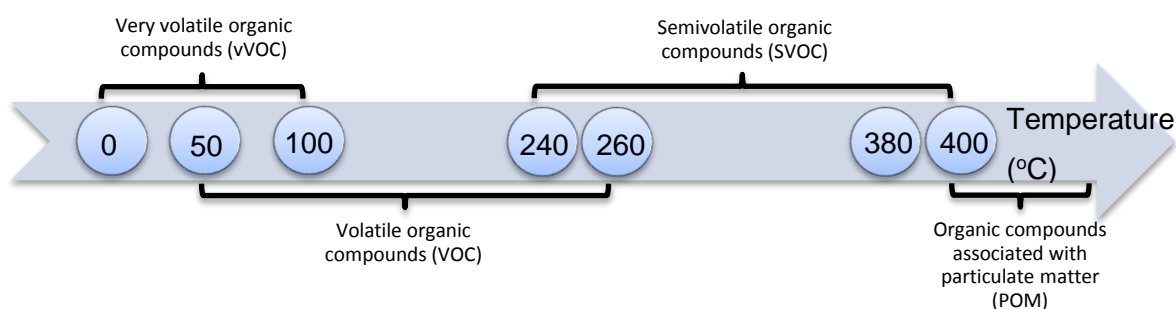 Very volatile organic
compounds (vVOC)
Semivolatile organic
compounds (SVOC)
0
50
100
240
260
380
400
Temperature
(°C)
Volatile organic
compounds (VOC)
Organic compounds
associated with
particulate matter
(POM)